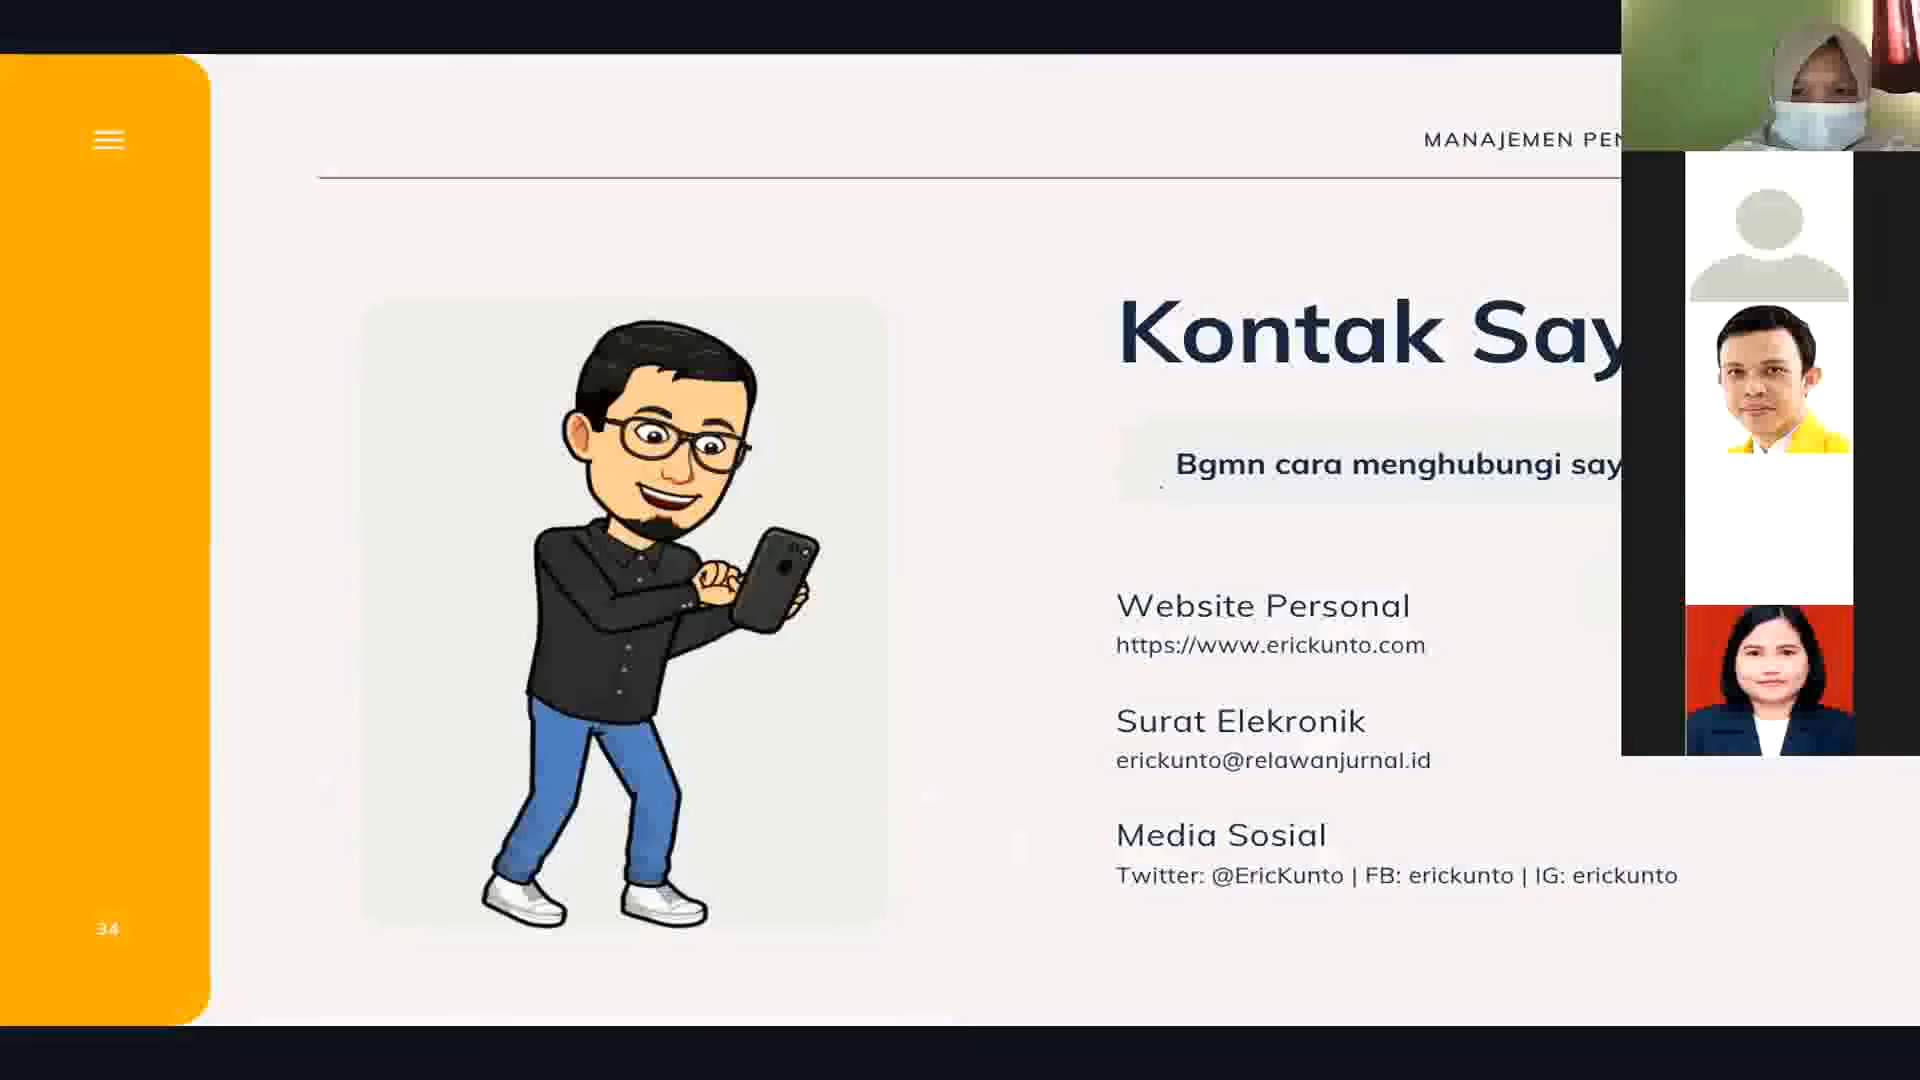 MANAJEMEN PEN
Kontak Say
Bgmn cara menghubungi say
Website Personal
https://www.erickunto.com
Surat Elekronik
erickunto@relawanjurnal.id
Media Sosial
Twitter: @EricKunto | FB: erickunto | IG: erickunto
34